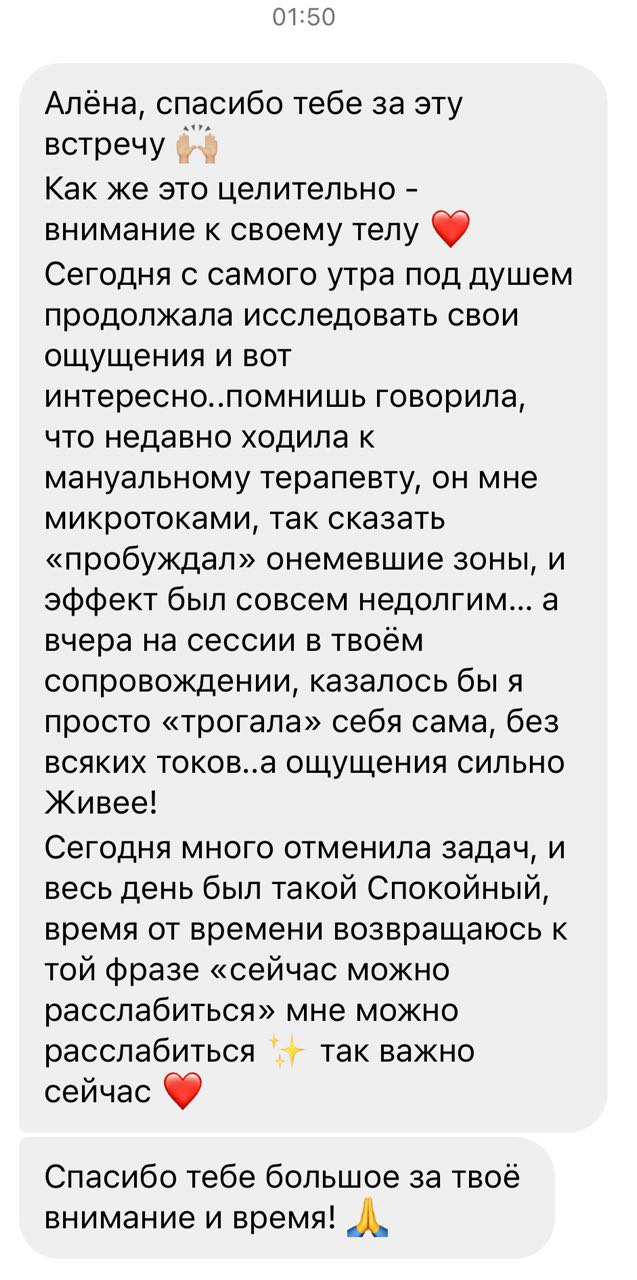 01:50
Алёна, спасибо тебе за эту
встречу 🙌🏼
Как же это целительно -
внимание к своему телу ❤️
Сегодня с самого утра под душем
продолжала исследовать свои
ощущения и вот
интересно..помнишь говорила,
что недавно ходила к
мануальному терапевту, он мне
микротоками, так сказать
«пробуждал» онемевшие зоны, и
эффект был совсем недолгим... а
вчера на сессии в твоём
сопровождении, казалось бы я
просто «трогала» себя сама, без
всяких токов..а ощущения сильно
Живее!
Сегодня много отменила задач, и
весь день был такой Спокойный,
время от времени возвращаюсь к
той фразе «сейчас можно
расслабиться» мне можно
расслабиться ✨ так важно
сейчас ❤️
Спасибо тебе большое за твоё
внимание и время! 🙏